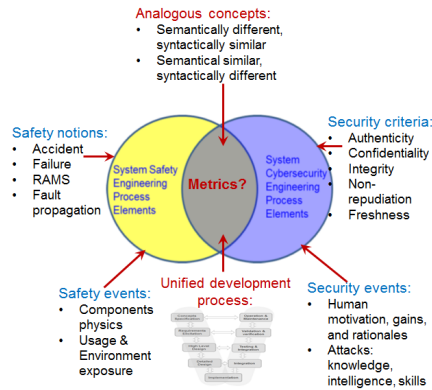 Analogous concepts:
• Semantically different,
syntactically similar
• Semantical similar,
syntactically different
Safety notions:
• Accident
• Failure
• RAMS
• Fault
propagation
Security criteria:
• Authenticity
• Confidentiality
• Integrity
• Non-
repudiation
• Freshness
System Safety
Engineering
Process
Elements
Metrics?
System
Cybersecurity
Engineering
Process
Elements
Safety events:
• Components
physics
• Usage &
Environment
exposure
Unified development
process:
Security events:
• Human
motivation, gains,
and rationales
• Attacks:
knowledge,
intelligence, skills